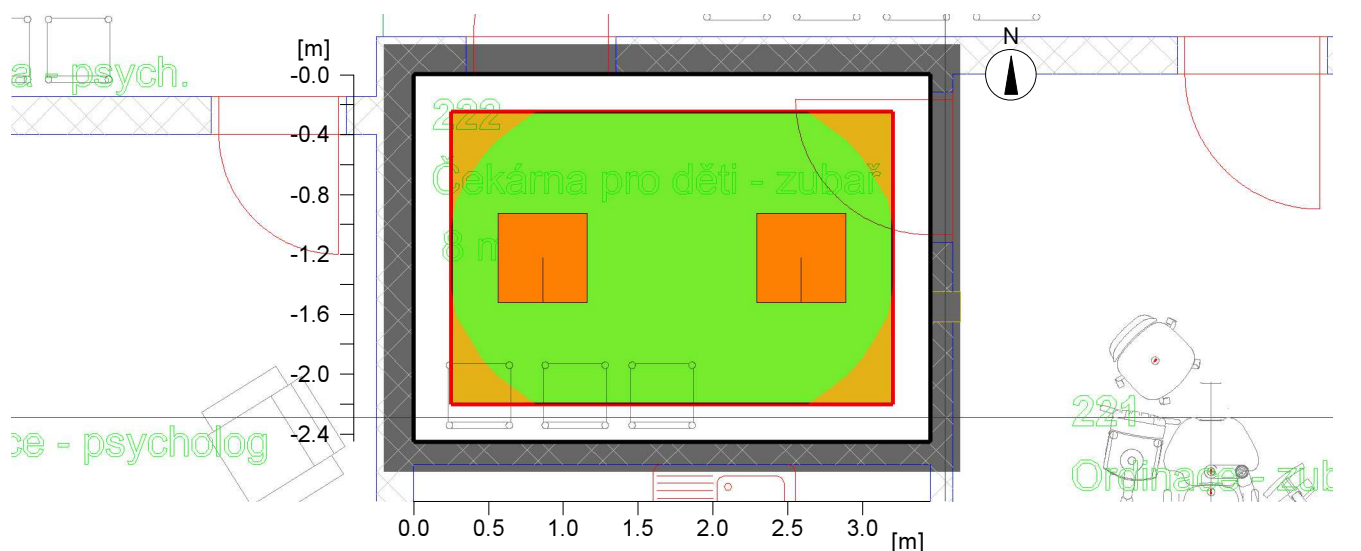 [m]
N
a - psych.
-0.0
222
-0.4
Čekárna pro děti - zubař
-0.8
8 m
-1.2
-1.6
-2.0
221
-2.4
ce - psycholog
Ordinace - zub
0.0 0.5 1.0 1.5 2.0 2.5 3.0
[m]